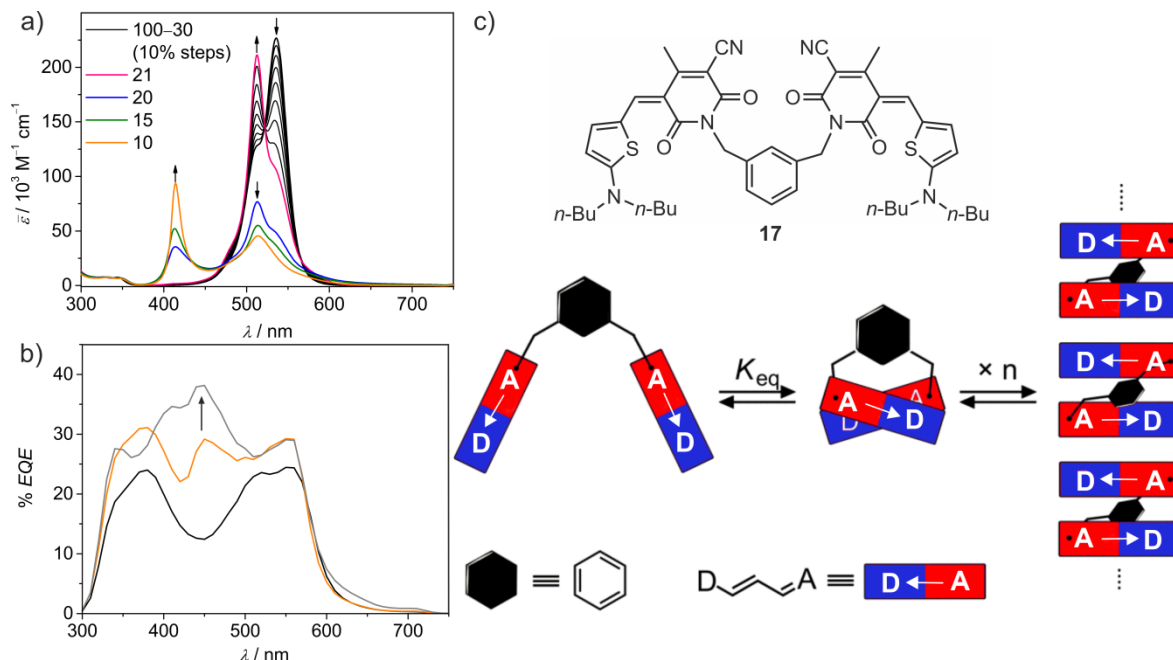 a)
ε̄ / 10³ M⁻¹ cm⁻¹
200
150
100
50
0
100–30
(10% steps)
21
20
15
10
300 400 500 600 700
λ / nm
b)
% EQE
40
30
20
10
0
300 400 500 600 700
λ / nm
c)
CN NC
O O
N N
O O
S S
N N
n-Bu n-Bu n-Bu n-Bu
17
A A
D D
Keq
A A
D D
× n
D A
A D
D A
A D
D A
A D
D A D A